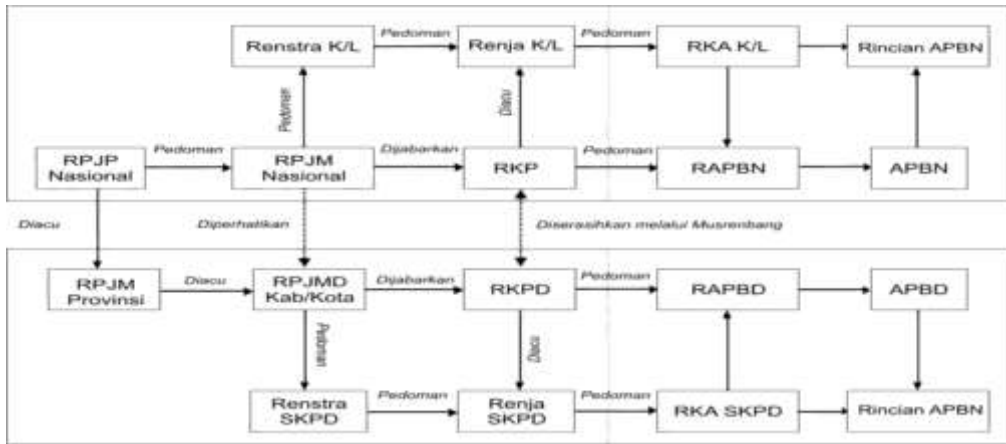 Renstra K/L
Pedoman
Renja K/L
Pedoman
RKA K/L
Rincian APBN
Pedoman
Diacu
RPJP
Nasional
Pedoman
RPJM
Nasional
Dijabarkan
RKP
Pedoman
RAPBN
APBN
Diacu
Diperhatikan
Diserasihkan melalui Musrenbang
RPJM
Provinsi
Diacu
RPJMD
Kab/Kota
Dijabarkan
RKPD
Pedoman
RAPBD
APBD
Pedoman
Diacu
Renstra
SKPD
Pedoman
Renja
SKPD
Pedoman
RKA SKPD
Rincian APBN